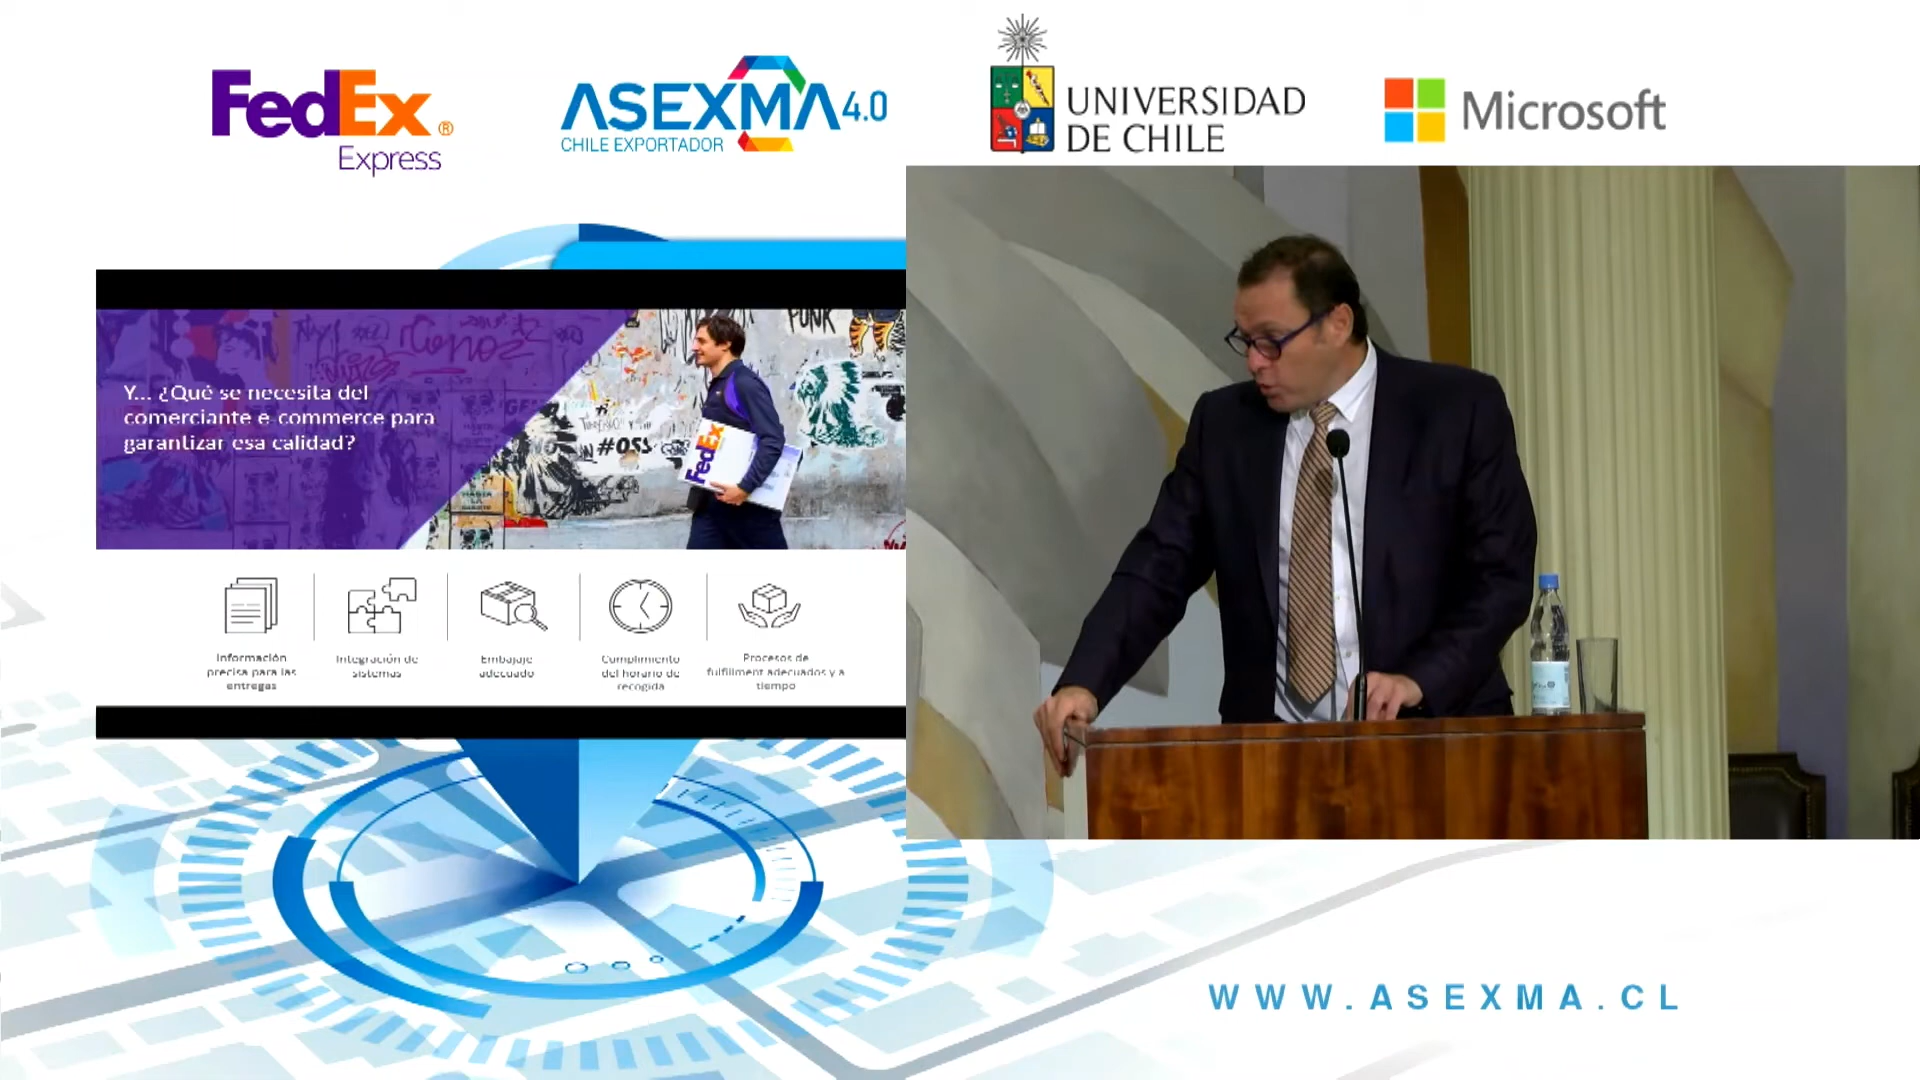 FedEx®
Express
ASEXMA 4.0
CHILE EXPORTADOR
UNIVERSIDAD
DE CHILE
Microsoft
Y... ¿Qué se necesita del
comerciante e-commerce para
garantizar esa calidad?
PUNK
#OSS
FedEx
Información
precisa para las
entregas
Integración de
sistemas
Embajaje
adecuado
Cumplimiento
del horario de
recogida
Procesos de
fulfillment adecuados y a
tiempo
WWW.ASEXMA.CL